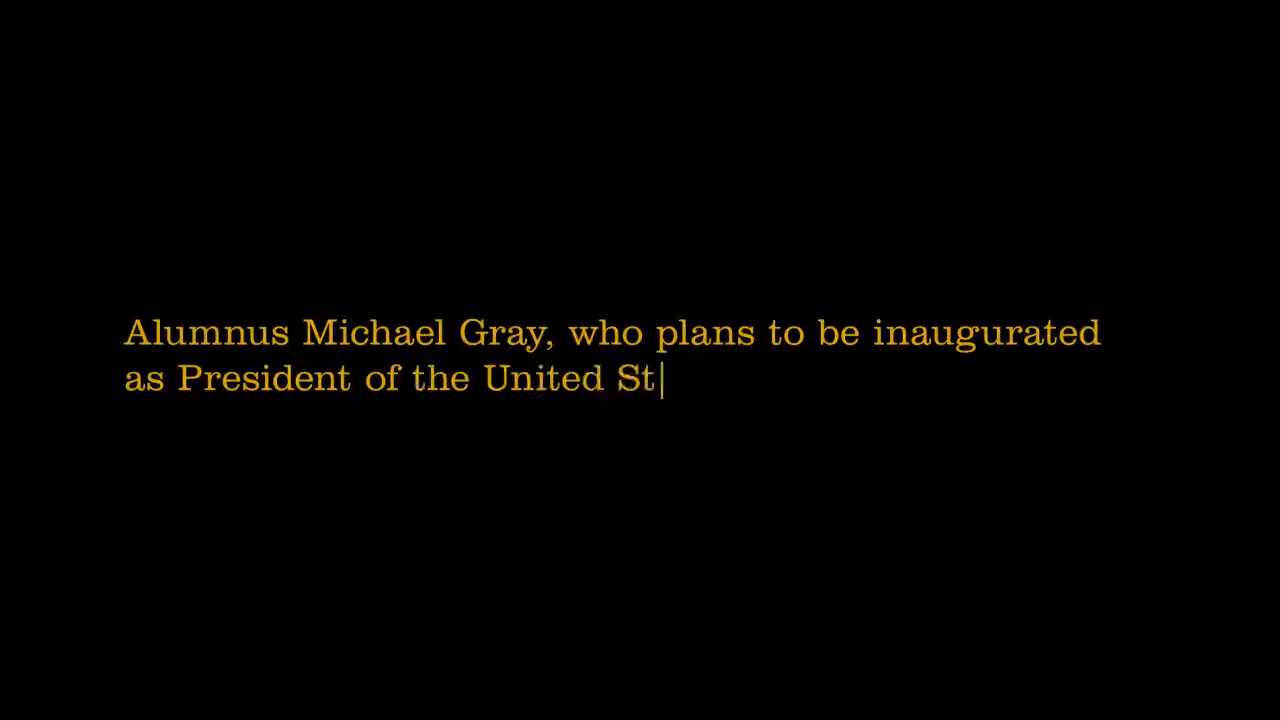 Alumnus Michael Gray, who plans to be inaugurated
as President of the United St|